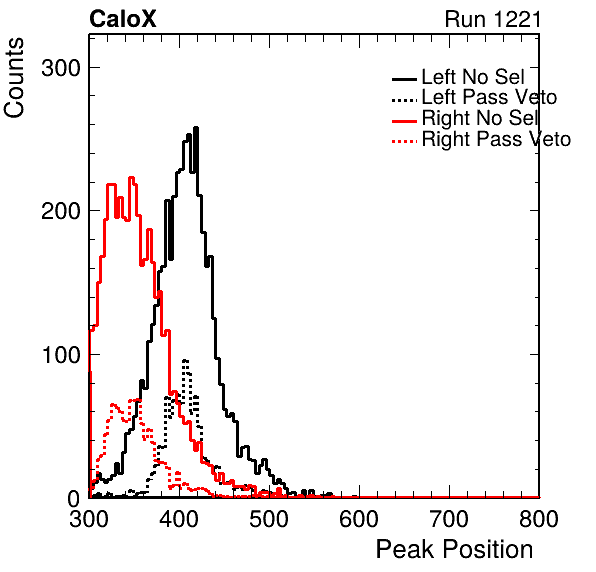 CaloX Run 1221
Counts
300
200
100
0
Left No Sel
Left Pass Veto
Right No Sel
Right Pass Veto
300 400 500 600 700 800
Peak Position